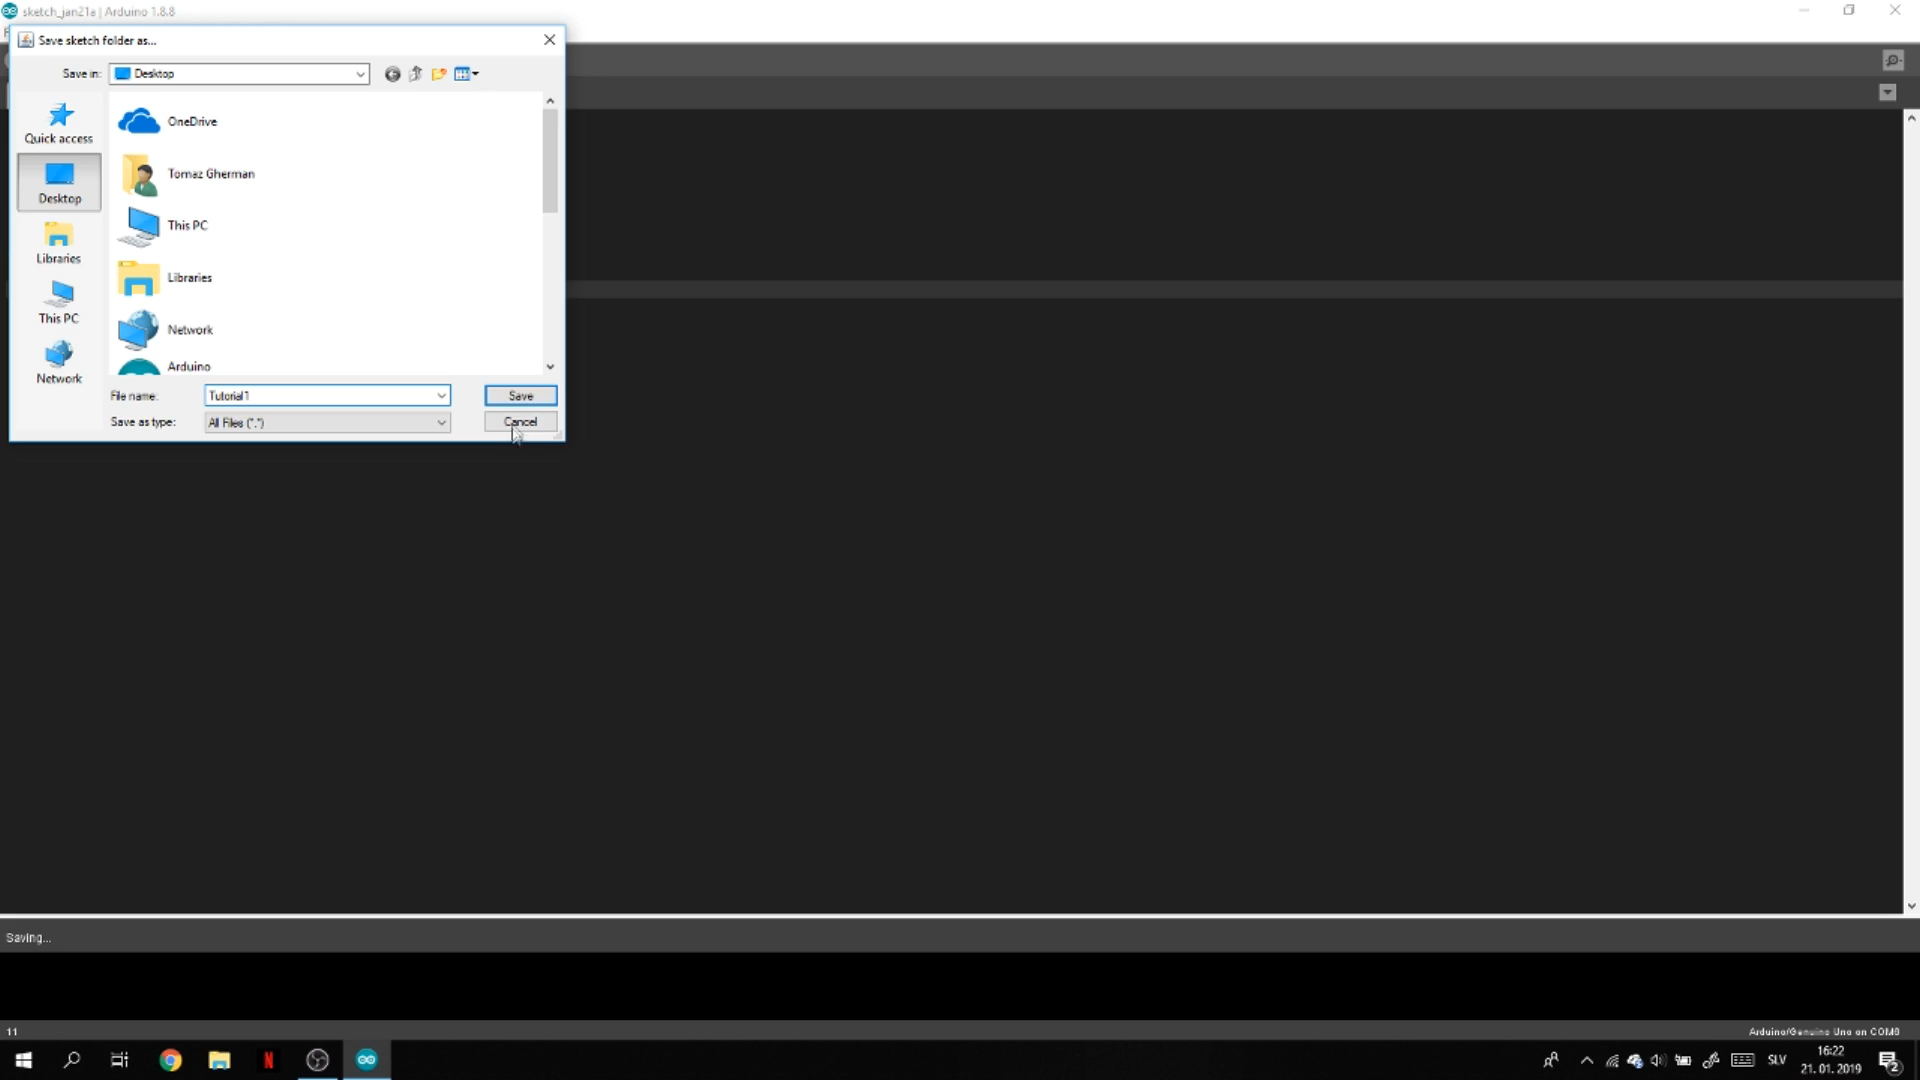 sketch_jan21a | Arduino 1.8.8
Save sketch folder as...
Save in:
Desktop
Quick access
Desktop
Libraries
This PC
Network
OneDrive
Tomaz Gherman
This PC
Libraries
Network
Arduino
File name:
Tutorial1
Save
Save as type:
All Files (*.*)
Cancel
Saving...
11
Arduino/Genuino Uno on COM8
SLV
16:22
21. 01. 2019
2